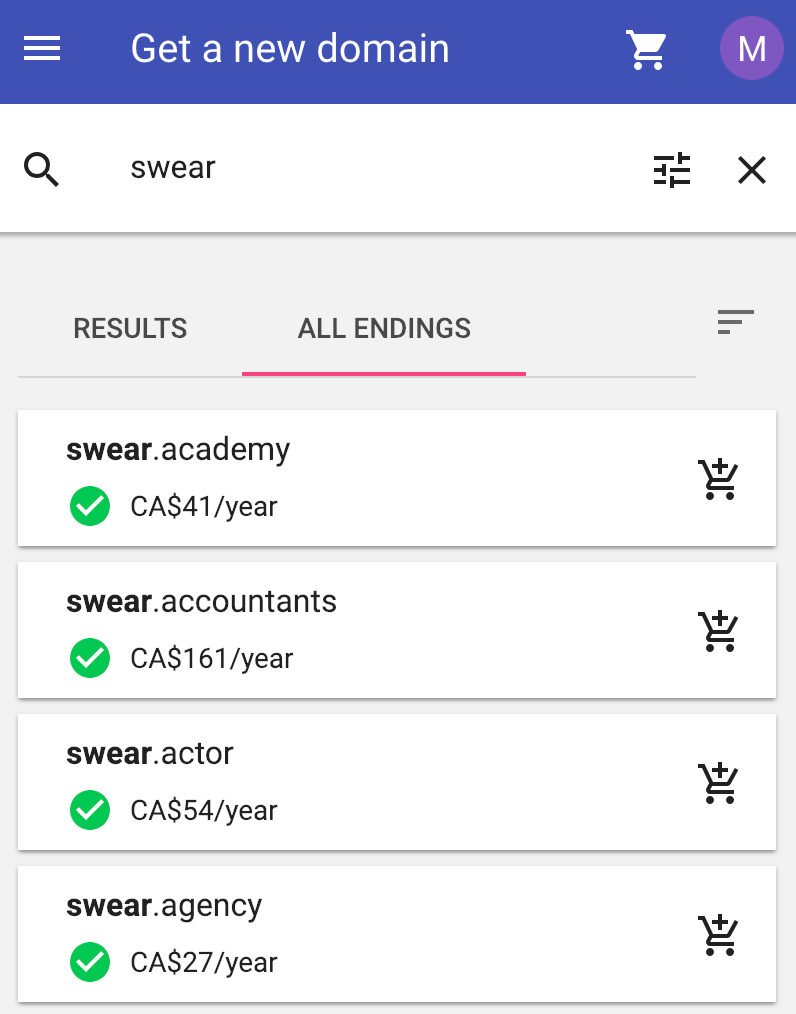 Get a new domain
M
swear
RESULTS
ALL ENDINGS
swear.academy
CA$41/year
swear.accountants
CA$161/year
swear.actor
CA$54/year
swear.agency
CA$27/year